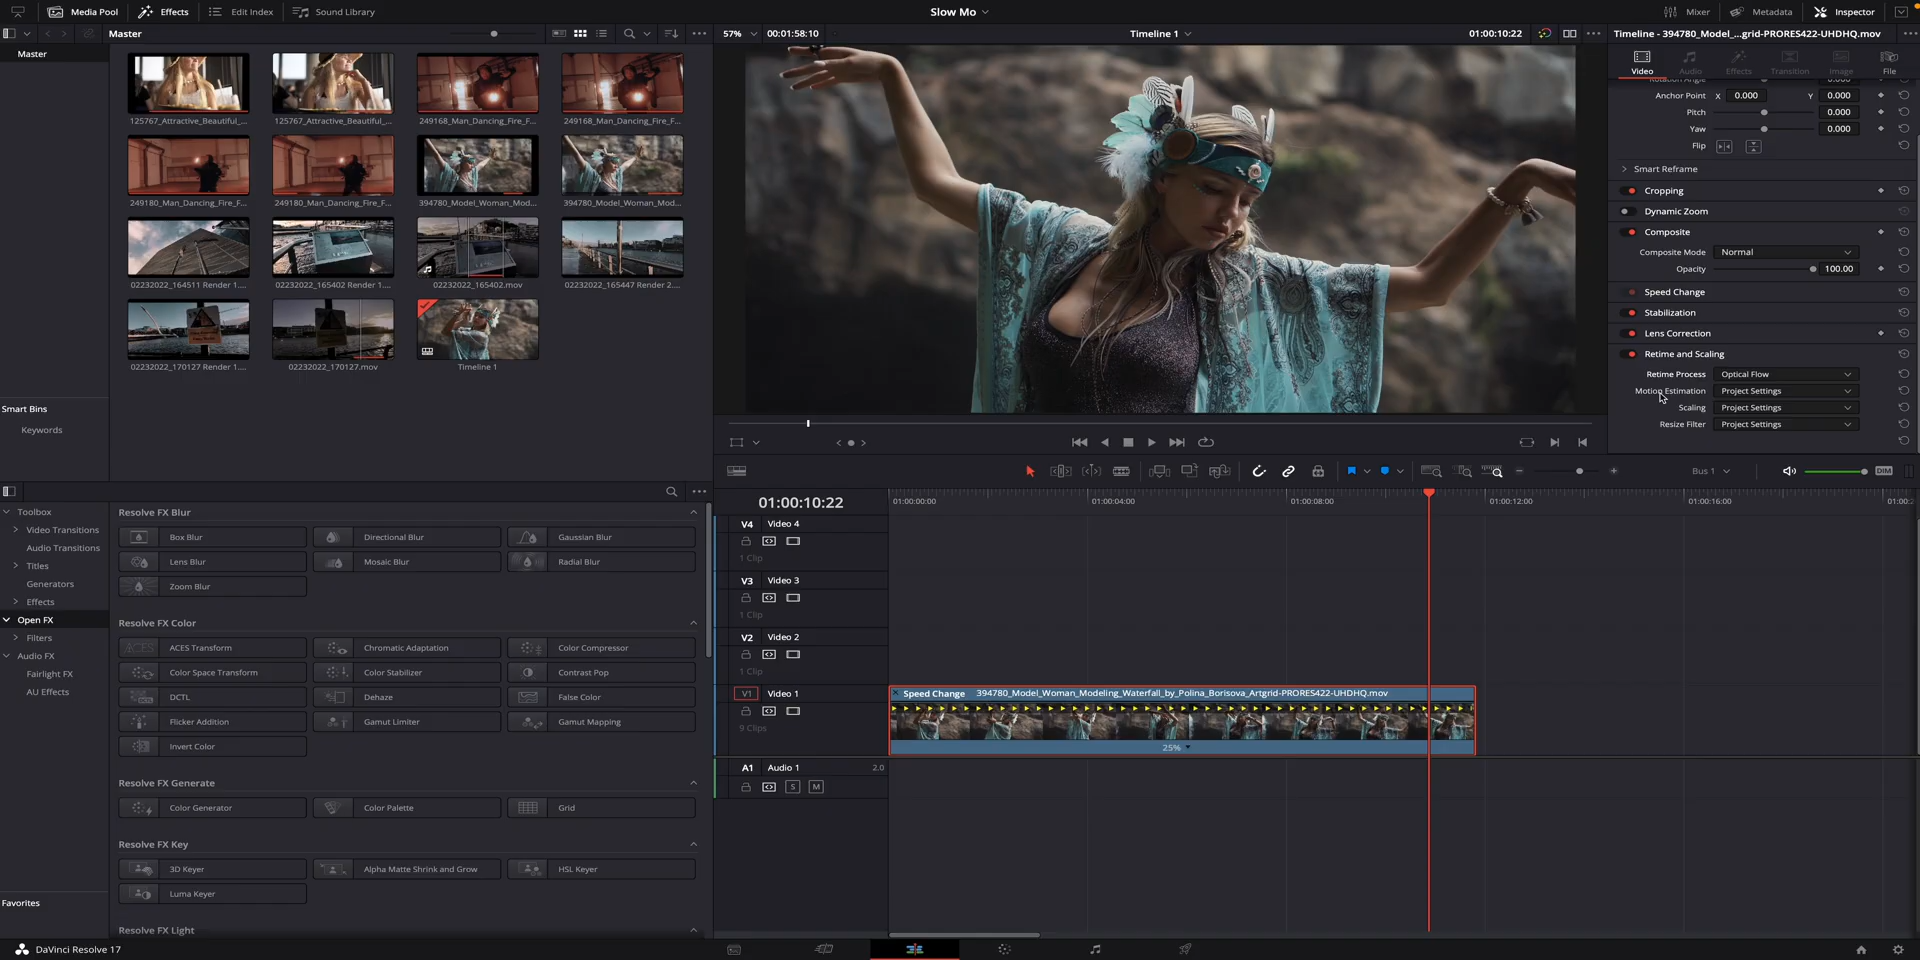 Media Pool
Effects
Edit Index
Sound Library
Slow Mo
Mixer
Metadata
Inspector
Master
57%
00:01:58:10
Timeline 1
01:00:10:22
Timeline - 394780_Model_...grid-PRORES422-UHDHQ.mov
Master
Video
Audio
Effects
Transition
Image
File
Rotation Angle
0.000
Anchor Point
X
0.000
Y
0.000
Pitch
0.000
Yaw
0.000
Flip
Smart Reframe
Cropping
Dynamic Zoom
Composite
Composite Mode
Normal
Opacity
100.00
Speed Change
Stabilization
Lens Correction
Retime and Scaling
Retime Process
Optical Flow
Motion Estimation
Project Settings
Scaling
Project Settings
Resize Filter
Project Settings
125767_Attractive_Beautiful_...
125767_Attractive_Beautiful_...
249168_Man_Dancing_Fire_F...
249168_Man_Dancing_Fire_F...
249180_Man_Dancing_Fire_F...
249180_Man_Dancing_Fire_F...
394780_Model_Woman_Mod...
394780_Model_Woman_Mod...
02232022_164511 Render 1....
02232022_165402 Render 1....
02232022_165402.mov
02232022_165447 Render 2....
02232022_170127 Render 1....
02232022_170127.mov
Timeline 1
Smart Bins
Keywords
Toolbox
Video Transitions
Audio Transitions
Titles
Generators
Effects
Open FX
Filters
Audio FX
Fairlight FX
AU Effects
Favorites
Resolve FX Blur
Box Blur
Directional Blur
Gaussian Blur
Lens Blur
Mosaic Blur
Radial Blur
Zoom Blur
Resolve FX Color
ACES
ACES Transform
Chromatic Adaptation
Color Compressor
Color Space Transform
Color Stabilizer
Contrast Pop
DCTL
Dehaze
False Color
Flicker Addition
Gamut Limiter
Gamut Mapping
Invert Color
Resolve FX Generate
Color Generator
Color Palette
Grid
Resolve FX Key
3D Keyer
Alpha Matte Shrink and Grow
HSL Keyer
Luma Keyer
Resolve FX Light
Bus 1
DIM
01:00:10:22
01:00:00:00
01:00:04:00
01:00:08:00
01:00:12:00
01:00:16:00
V4
Video 4
1 Clip
V3
Video 3
1 Clip
V2
Video 2
1 Clip
V1
Video 1
9 Clips
Speed Change
394780_Model_Woman_Modeling_Waterfall_by_Polina_Borisova_Artgrid-PRORES422-UHDHQ.mov
25%
A1
Audio 1
2.0
S
M
DaVinci Resolve 17